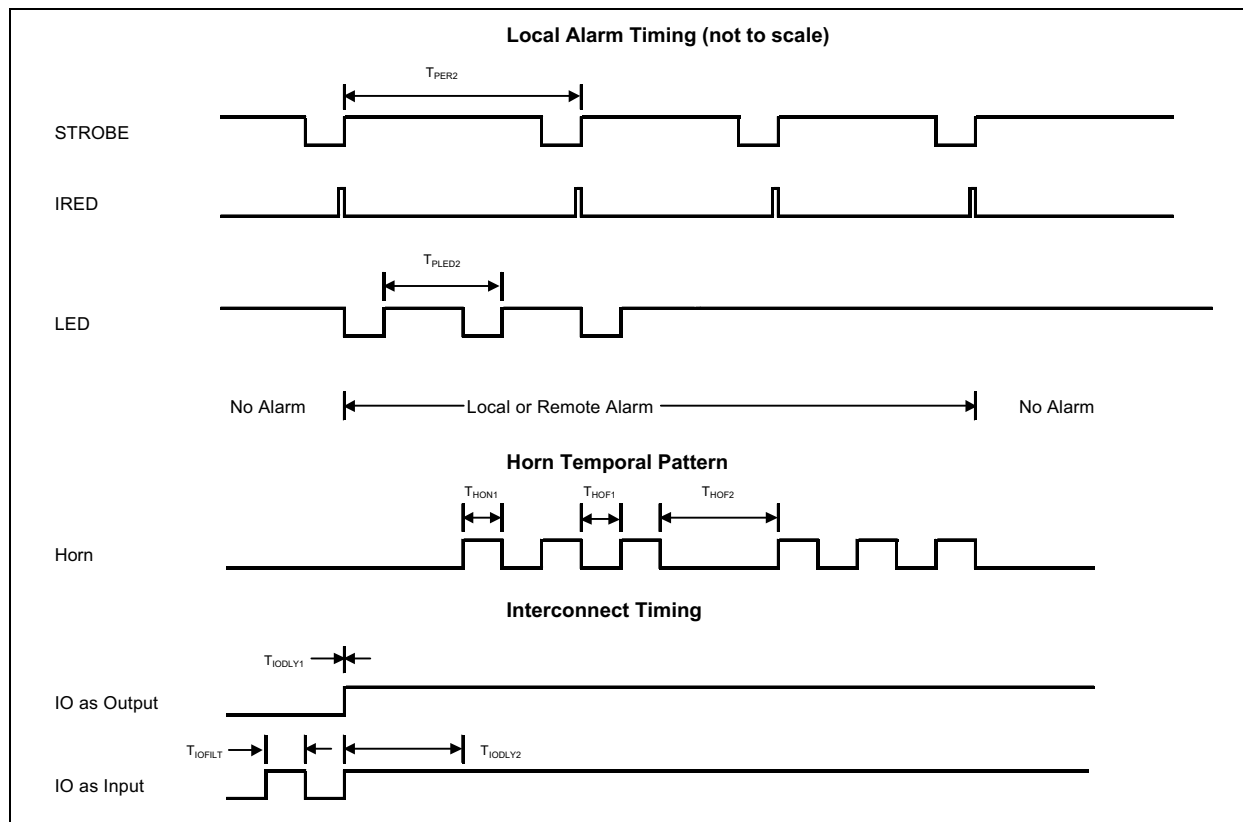 Local Alarm Timing (not to scale)
TPER2
STROBE
IRED
TPLED2
LED
No Alarm
Local or Remote Alarm
No Alarm
Horn Temporal Pattern
THON1
THOF1
THOF2
Horn
Interconnect Timing
TIODLY1
IO as Output
TIOFILT
TIODLY2
IO as Input